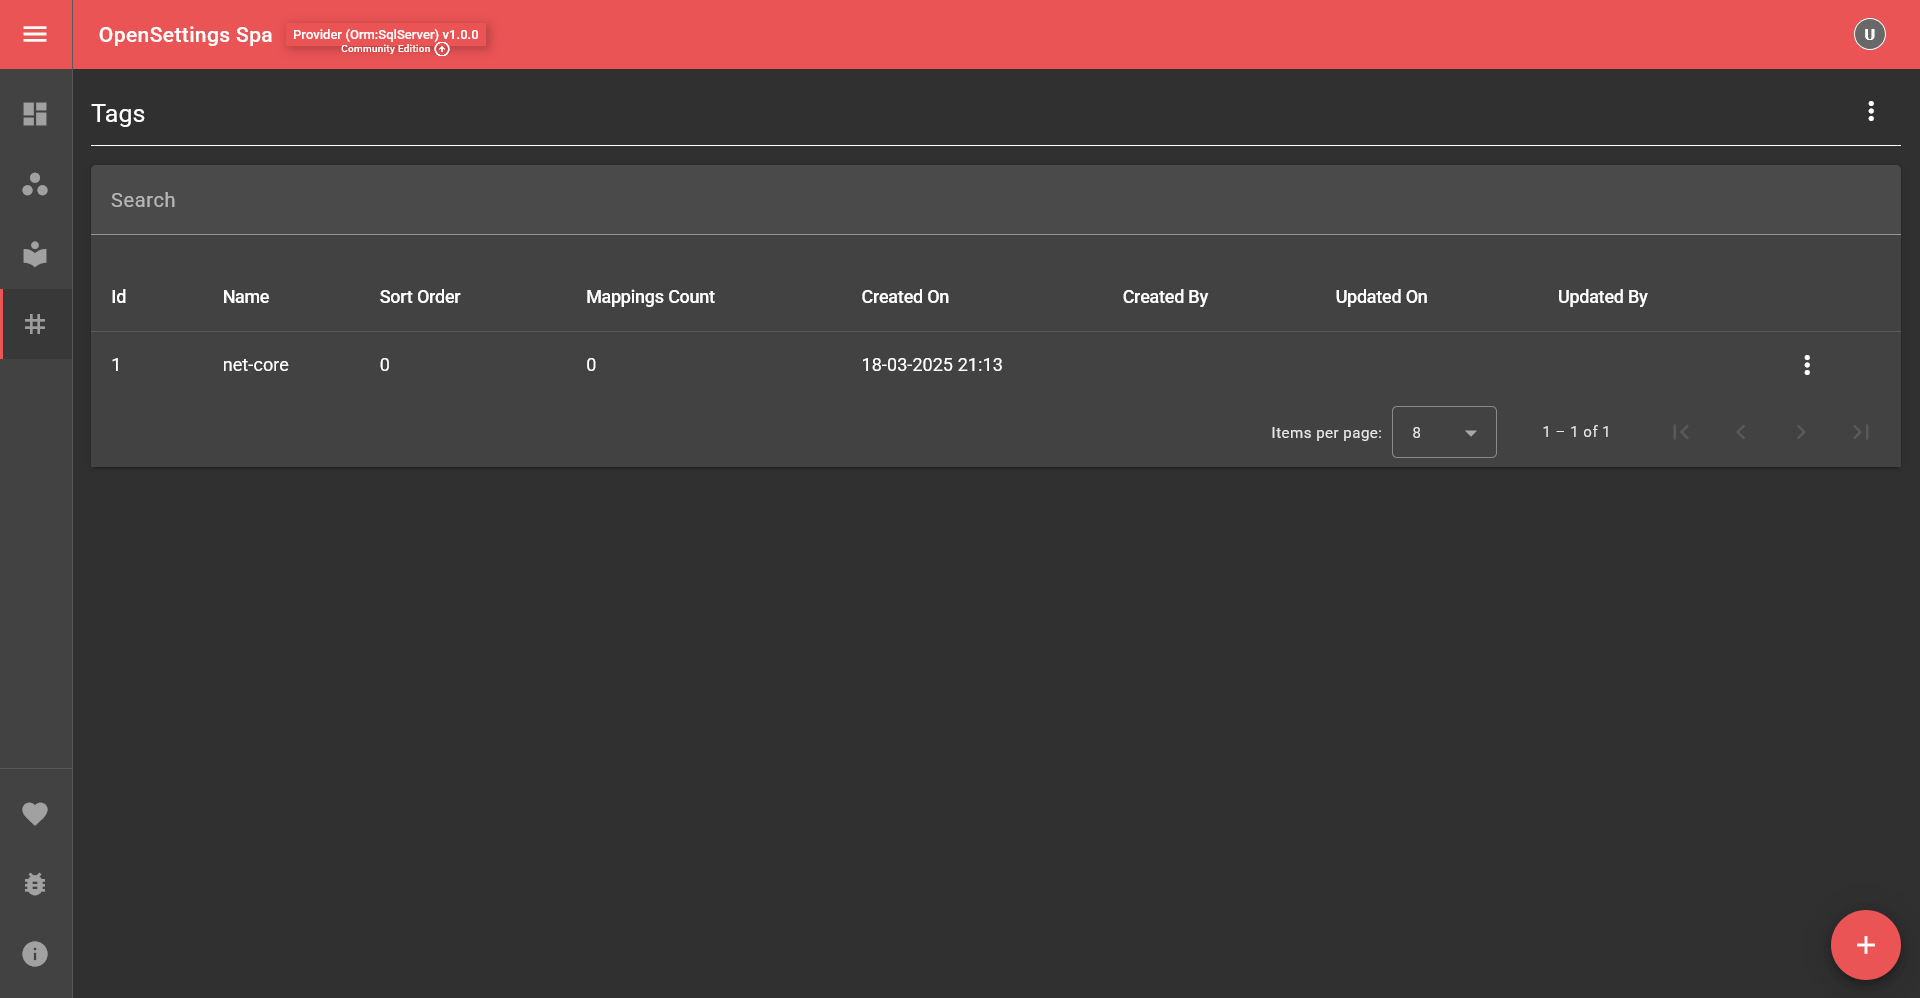 OpenSettings Spa
Provider (Orm:SqlServer) v1.0.0
Community Edition
U
Tags
Search
Id Name Sort Order Mappings Count Created On Created By Updated On Updated By
1 net-core 0 0 18-03-2025 21:13
Items per page: 8 1 – 1 of 1